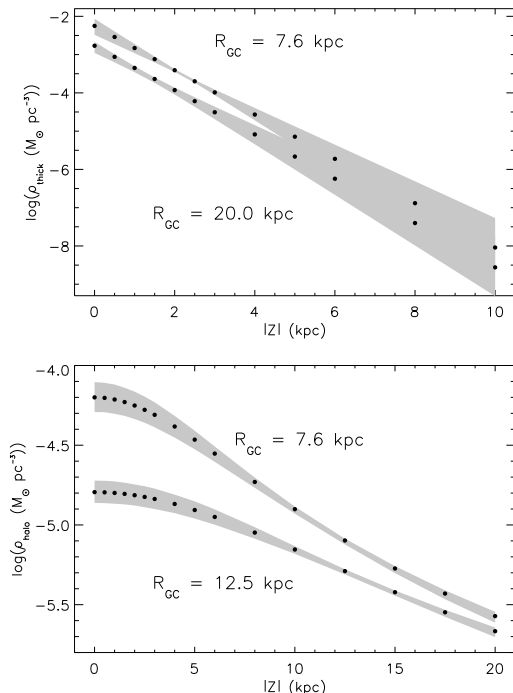 −2
−4
−6
−8
log(ρthick (M⊙ pc−3))
RGC = 7.6 kpc
RGC = 20.0 kpc
0 2 4 6 8 10
|Z| (kpc)
−4.0
−4.5
−5.0
−5.5
log(ρhalo (M⊙ pc−3))
RGC = 7.6 kpc
RGC = 12.5 kpc
0 5 10 15 20
|Z| (kpc)